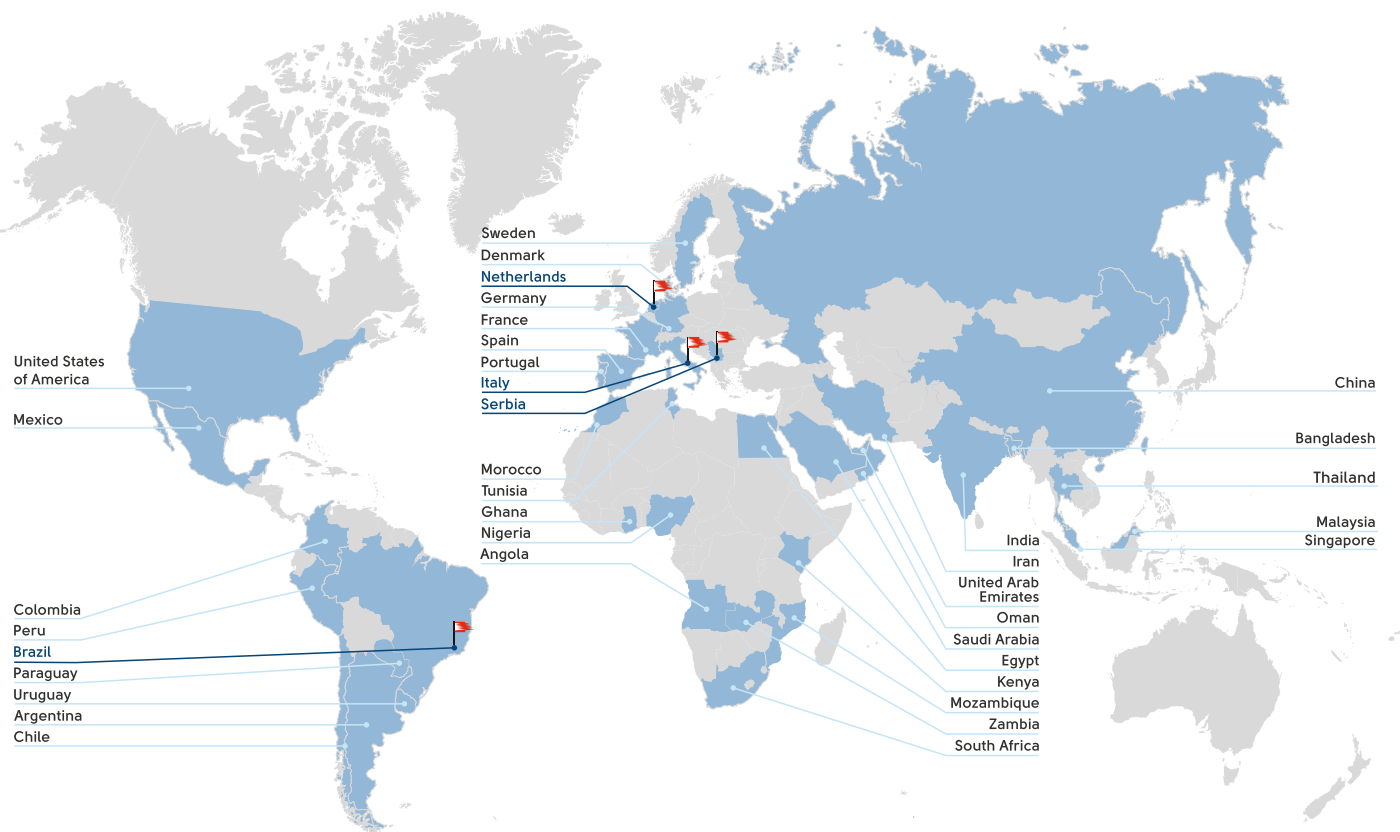 United States
of America
Mexico
Colombia
Peru
Brazil
Paraguay
Uruguay
Argentina
Chile
Sweden
Denmark
Netherlands
Germany
France
Spain
Portugal
Italy
Serbia
Morocco
Tunisia
Ghana
Nigeria
Angola
India
Iran
United Arab
Emirates
Oman
Saudi Arabia
Egypt
Kenya
Mozambique
Zambia
South Africa
China
Bangladesh
Thailand
Malaysia
Singapore